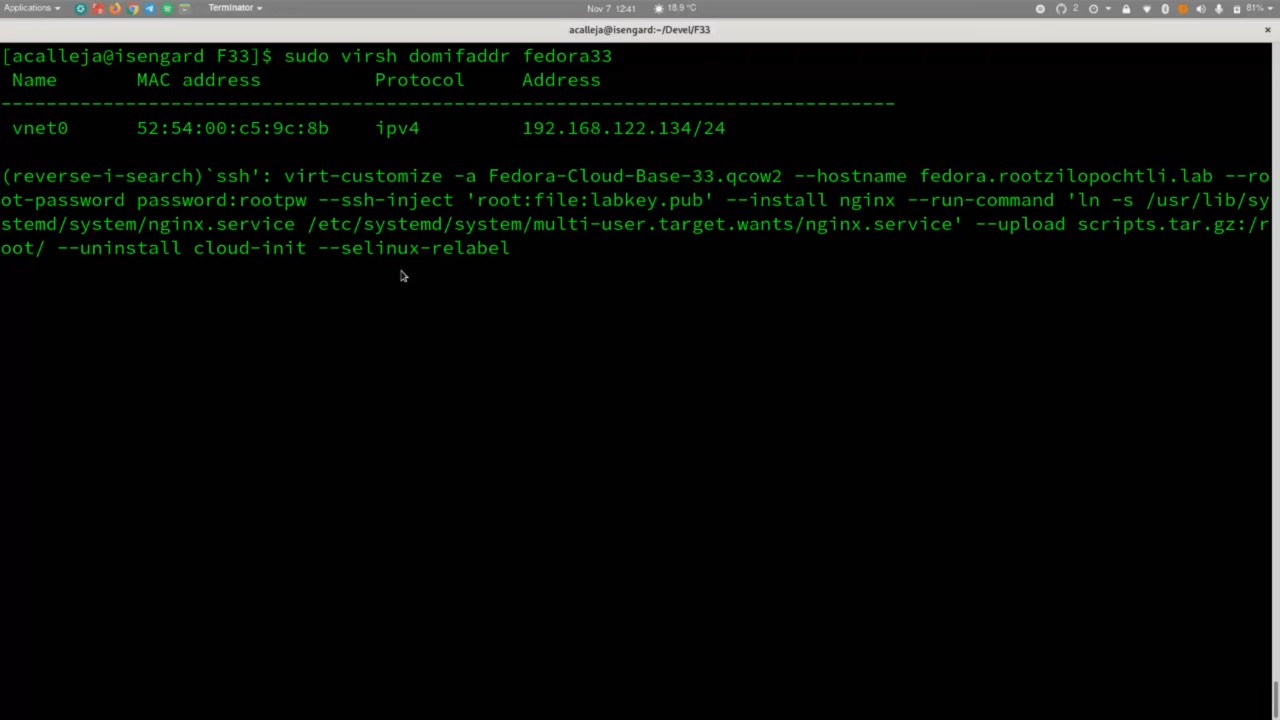 Applications
Terminator
Nov 7 12:41
18.9 °C
2
81%
acalleja@isengard:~/Devel/F33
[acalleja@isengard F33]$ sudo virsh domifaddr fedora33
Name MAC address Protocol Address
-------------------------------------------------------------------------------
vnet0 52:54:00:c5:9c:8b ipv4 192.168.122.134/24
(reverse-i-search)`ssh': virt-customize -a Fedora-Cloud-Base-33.qcow2 --hostname fedora.rootzilopochtli.lab --ro
ot-password password:rootpw --ssh-inject 'root:file:labkey.pub' --install nginx --run-command 'ln -s /usr/lib/sy
stemd/system/nginx.service /etc/systemd/system/multi-user.target.wants/nginx.service' --upload scripts.tar.gz:/r
oot/ --uninstall cloud-init --selinux-relabel